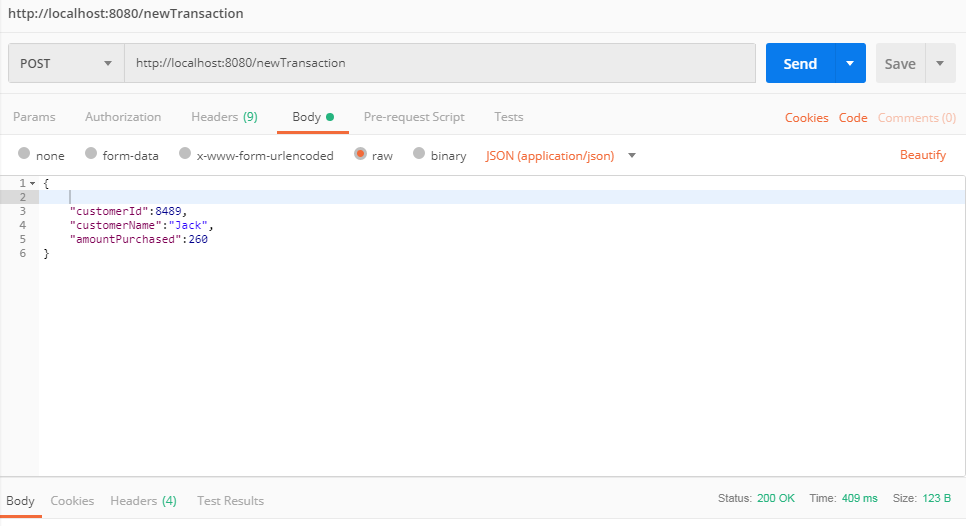 http://localhost:8080/newTransaction
POST http://localhost:8080/newTransaction Send Save
Params Authorization Headers (9) Body Pre-request Script Tests Cookies Code Comments (0)
none form-data x-www-form-urlencoded raw binary JSON (application/json) Beautify
1 {
2
3 "customerId":8489,
4 "customerName":"Jack",
5 "amountPurchased":260
6 }
Body Cookies Headers (4) Test Results Status: 200 OK Time: 409 ms Size: 123 B